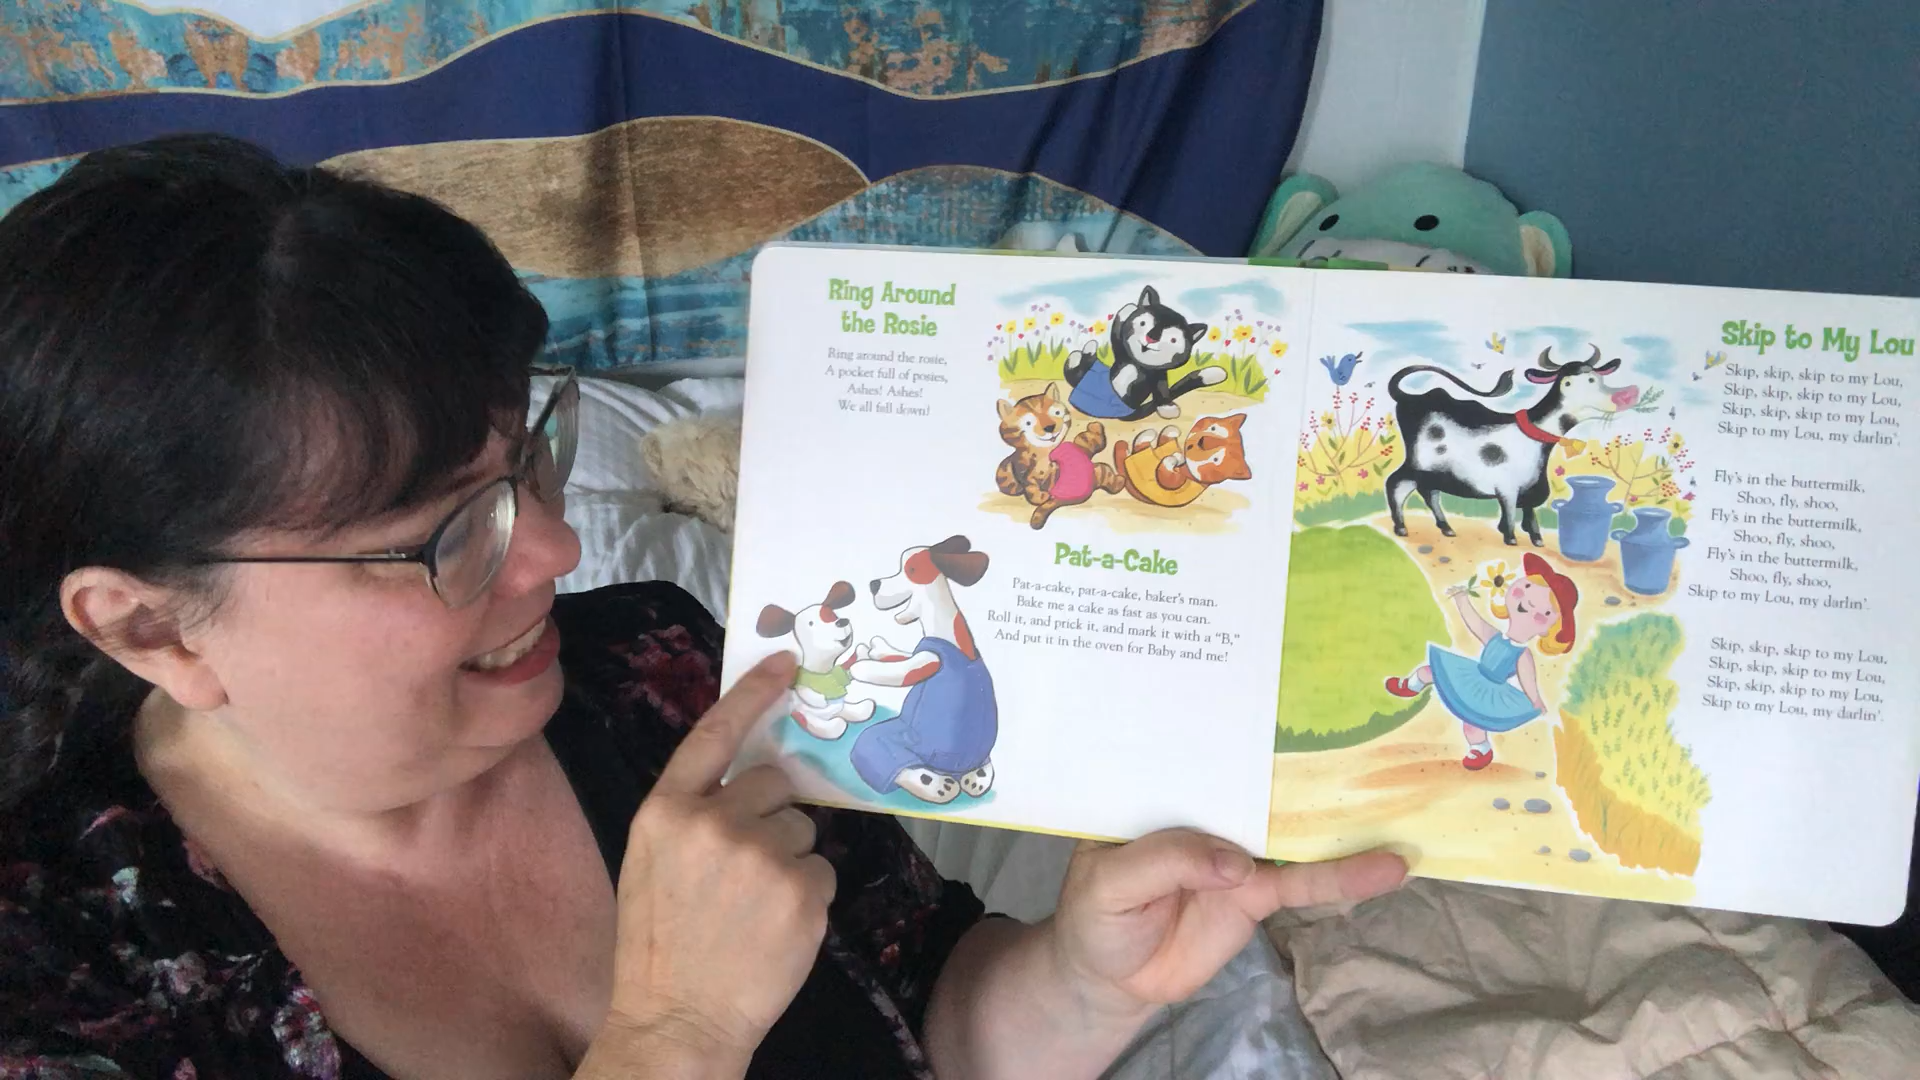 Ring Around
the Rosie
Ring around the rosie,
A pocket full of posies,
Ashes! Ashes!
We all fall down!
Pat-a-Cake
Pat-a-cake, pat-a-cake, baker's man.
Bake me a cake as fast as you can.
Roll it, and prick it, and mark it with a "B,"
And put it in the oven for Baby and me!
Skip to My Lou
Skip, skip, skip to my Lou,
Skip, skip, skip to my Lou,
Skip, skip, skip to my Lou,
Skip to my Lou, my darlin'.
Fly's in the buttermilk,
Shoo, fly, shoo,
Fly's in the buttermilk,
Shoo, fly, shoo,
Fly's in the buttermilk,
Shoo, fly, shoo,
Skip to my Lou, my darlin'.
Skip, skip, skip to my Lou,
Skip, skip, skip to my Lou,
Skip, skip, skip to my Lou,
Skip to my Lou, my darlin'.